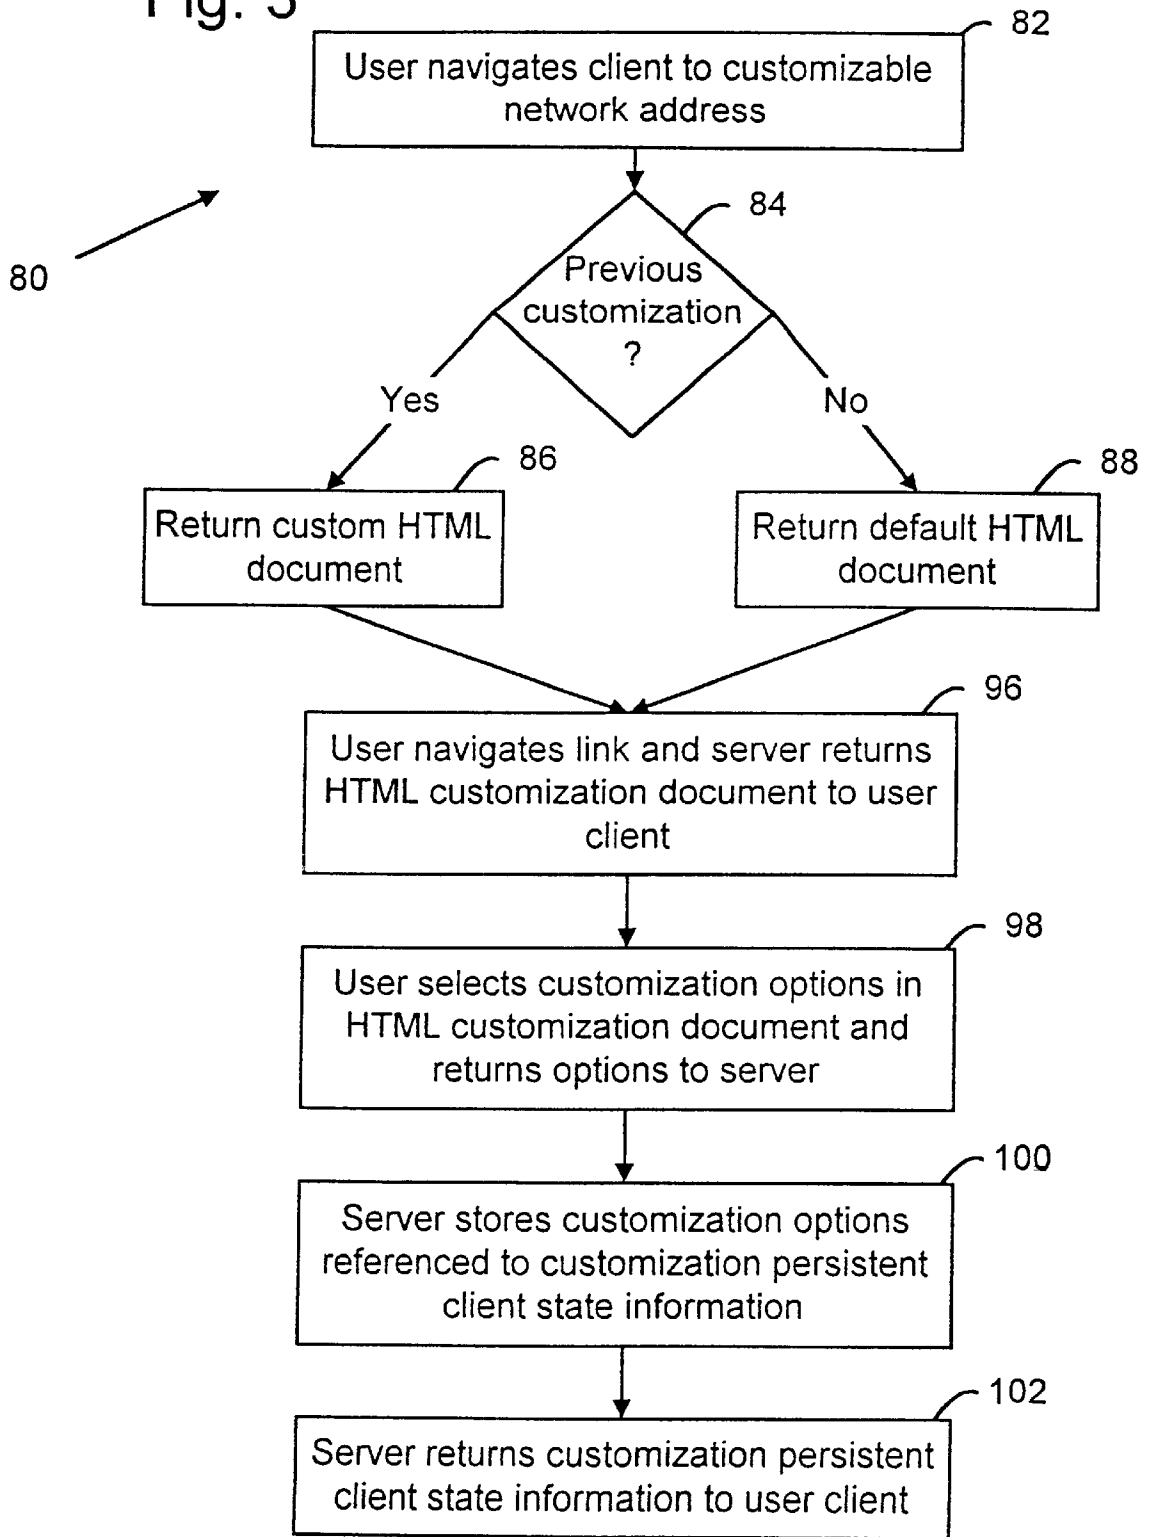 Fig. 3
82
User navigates client to customizable
network address
84
80
Previous
customization
?
Yes
No
86
88
Return custom HTML
document
Return default HTML
document
96
User navigates link and server returns
HTML customization document to user
client
98
User selects customization options in
HTML customization document and
returns options to server
100
Server stores customization options
referenced to customization persistent
client state information
102
Server returns customization persistent
client state information to user client